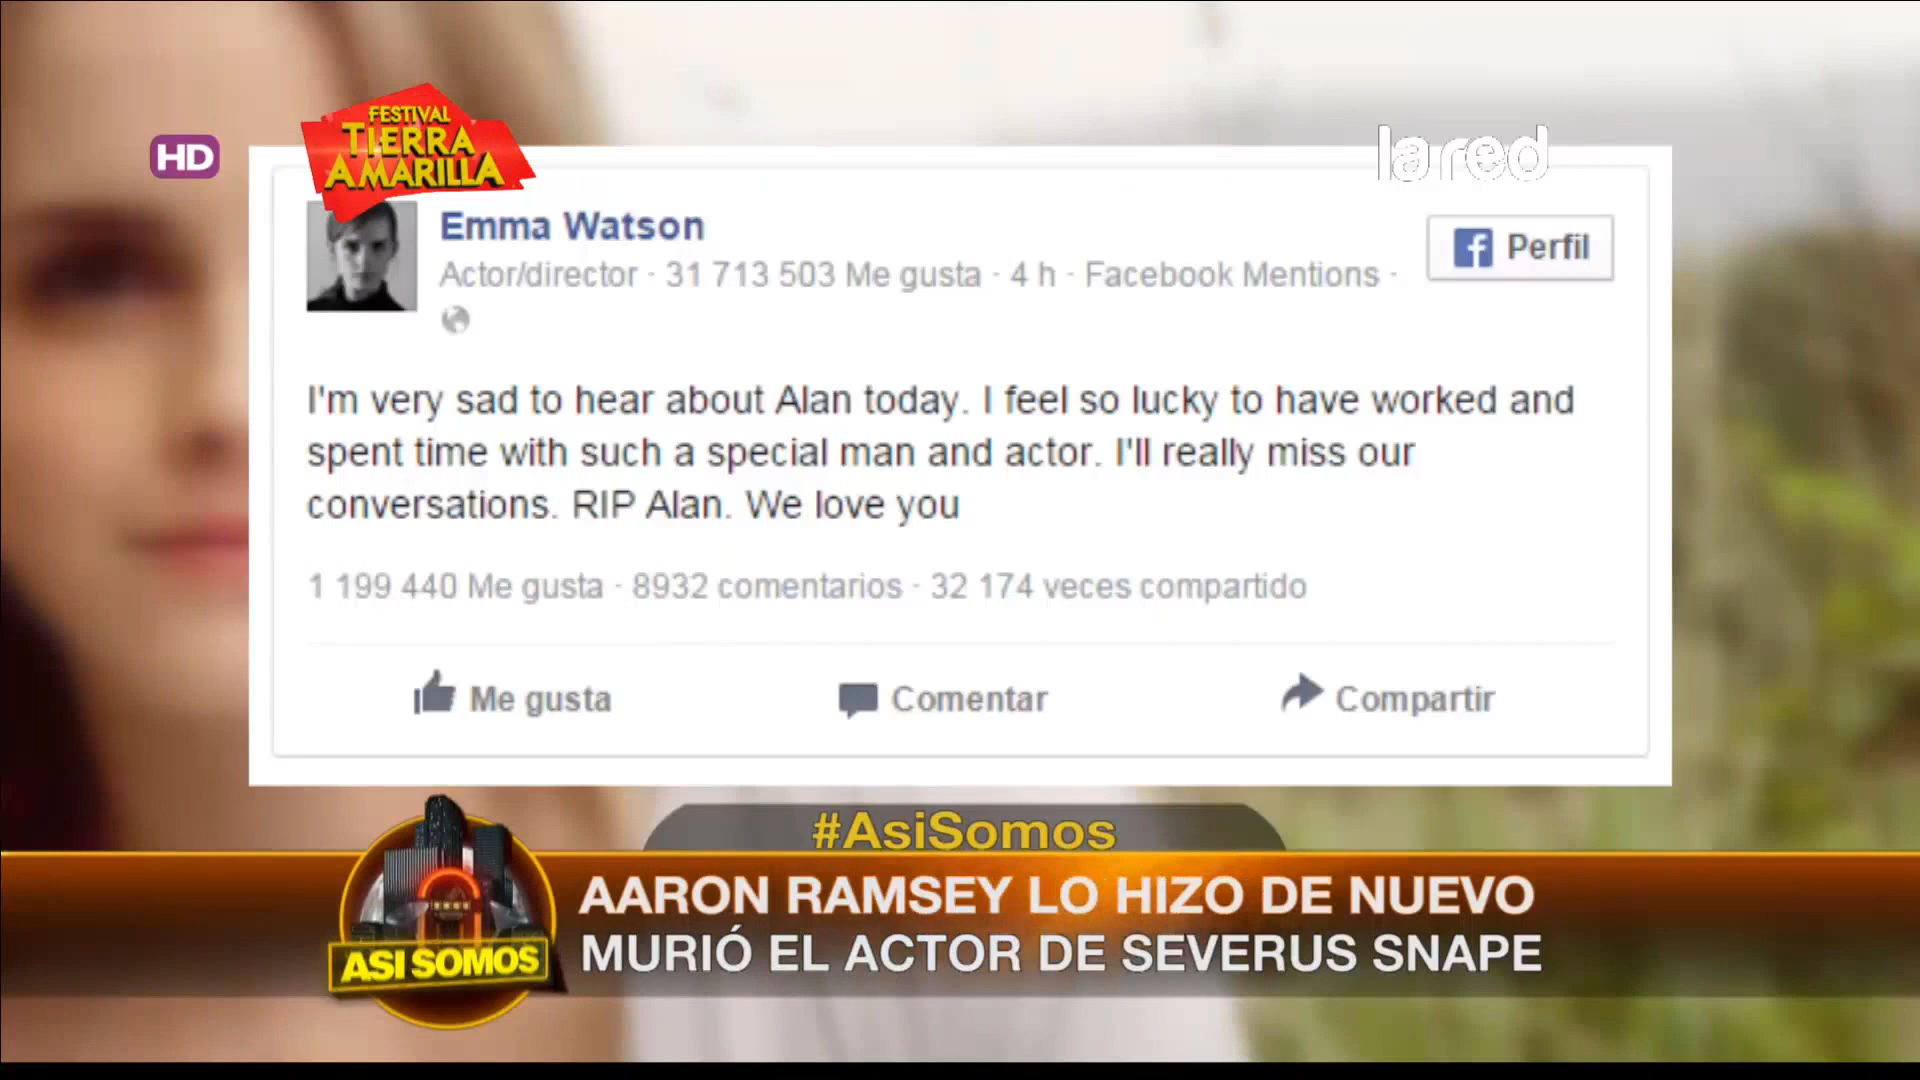 HD
FESTIVAL
TIERRA
AMARILLA
la red
Emma Watson
Actor/director · 31 713 503 Me gusta · 4 h · Facebook Mentions ·
f Perfil
I'm very sad to hear about Alan today. I feel so lucky to have worked and
spent time with such a special man and actor. I'll really miss our
conversations. RIP Alan. We love you
1 199 440 Me gusta · 8932 comentarios · 32 174 veces compartido
Me gusta
Comentar
Compartir
#AsiSomos
AARON RAMSEY LO HIZO DE NUEVO
MURIÓ EL ACTOR DE SEVERUS SNAPE
ASI SOMOS